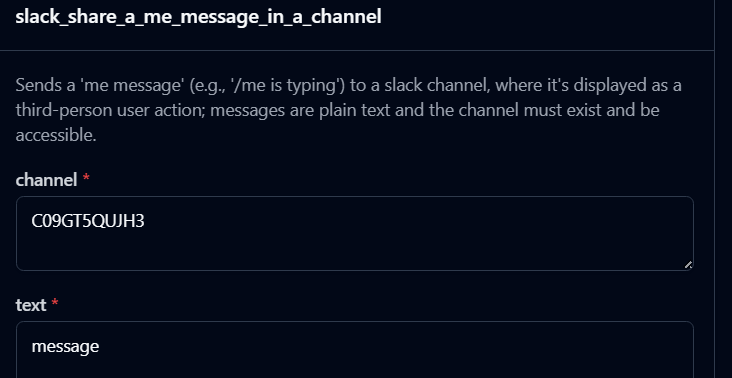 slack_share_a_me_message_in_a_channel
Sends a 'me message' (e.g., '/me is typing') to a slack channel, where it's displayed as a
third-person user action; messages are plain text and the channel must exist and be
accessible.
channel *
C09GT5QUJH3
text *
message